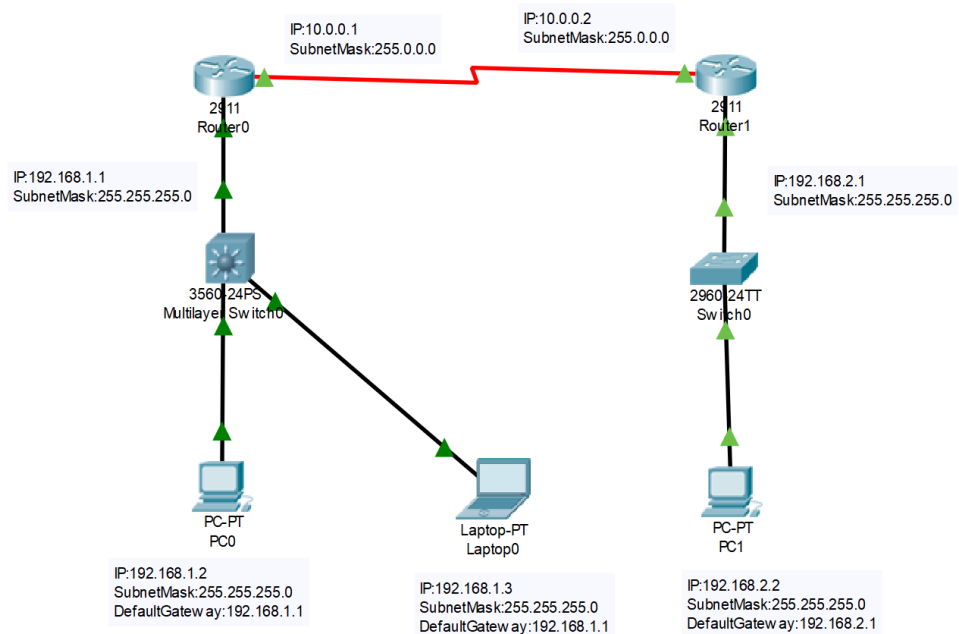 IP:10.0.0.1
SubnetMask:255.0.0.0
IP:10.0.0.2
SubnetMask:255.0.0.0
2911
Router0
2911
Router1
IP:192.168.1.1
SubnetMask:255.255.255.0
IP:192.168.2.1
SubnetMask:255.255.255.0
3560-24PS
Multilayer Switch0
2960-24TT
Switch0
PC-PT
PC0
Laptop-PT
Laptop0
PC-PT
PC1
IP:192.168.1.2
SubnetMask:255.255.255.0
DefaultGateway:192.168.1.1
IP:192.168.1.3
SubnetMask:255.255.255.0
DefaultGateway:192.168.1.1
IP:192.168.2.2
SubnetMask:255.255.255.0
DefaultGateway:192.168.2.1